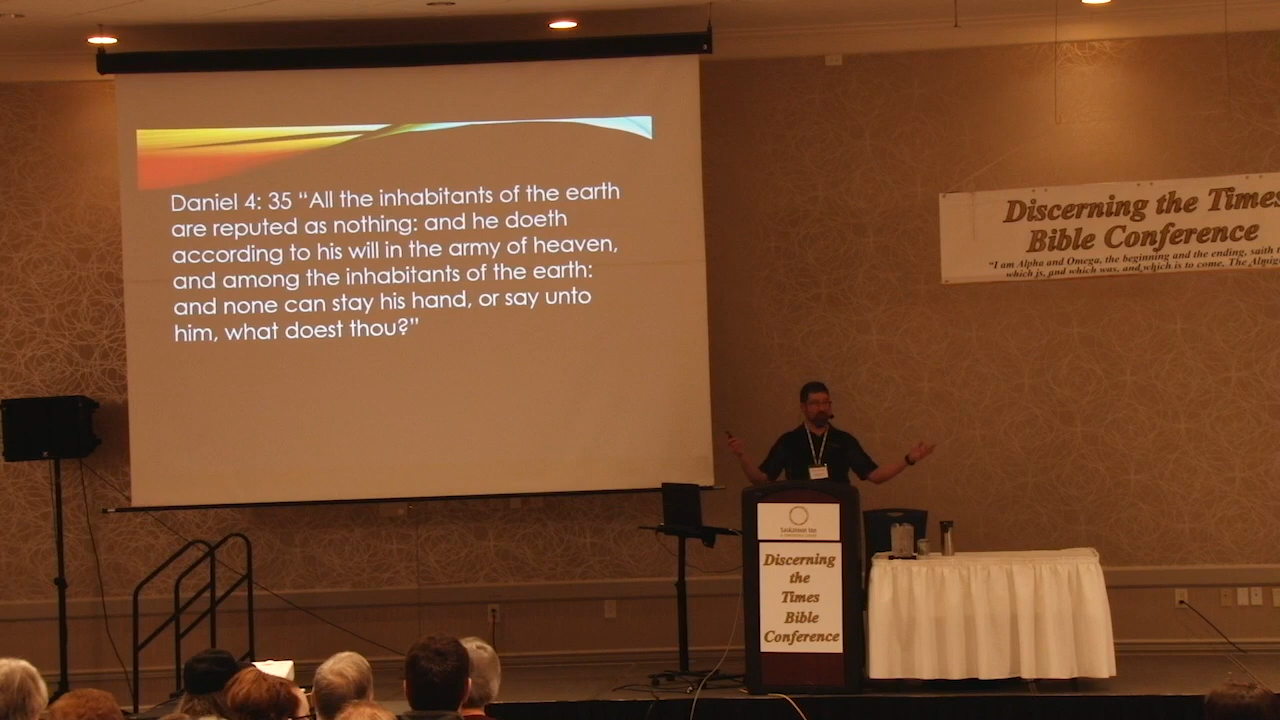 Daniel 4: 35 “All the inhabitants of the earth
are reputed as nothing: and he doeth
according to his will in the army of heaven,
and among the inhabitants of the earth:
and none can stay his hand, or say unto
him, what doest thou?”
Discerning the Times
Bible Conference
"I am Alpha and Omega, the beginning and the ending, saith
which is, and which was, and which is to come, The
Saskatoon Inn
Discerning
the
Times
Bible
Conference